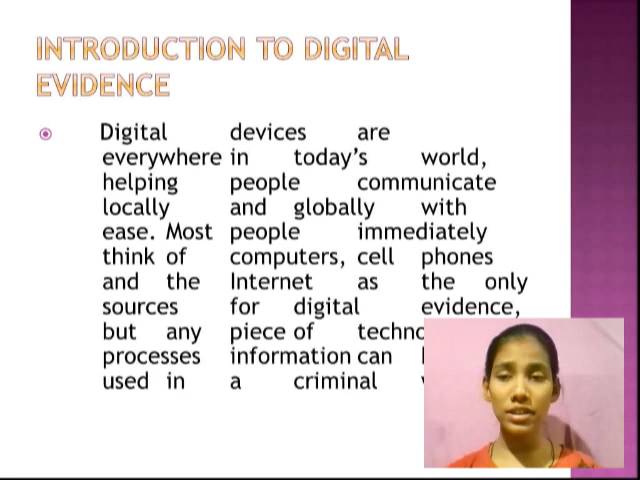 INTRODUCTION TO DIGITAL
EVIDENCE
Digital devices are
everywhere in today's world,
helping people communicate
locally and globally with
ease. Most people immediately
think of computers, cell phones
and the Internet as the only
sources for digital evidence,
but any piece of
processes information can
used in a criminal